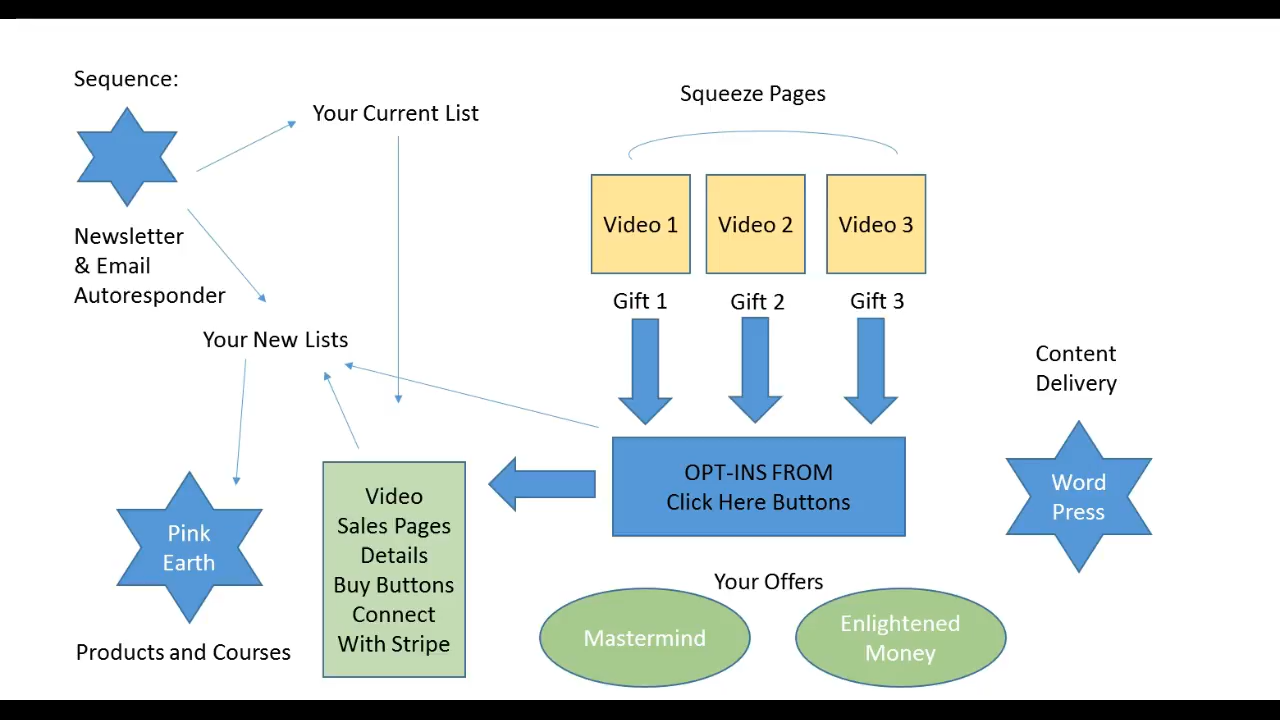 Sequence:
Your Current List
Squeeze Pages
Video 1
Video 2
Video 3
Newsletter
& Email
Autoresponder
Gift 1
Gift 2
Gift 3
Your New Lists
Content
Delivery
OPT-INS FROM
Click Here Buttons
Word
Press
Video
Sales Pages
Details
Buy Buttons
Connect
With Stripe
Pink
Earth
Your Offers
Mastermind
Enlightened
Money
Products and Courses